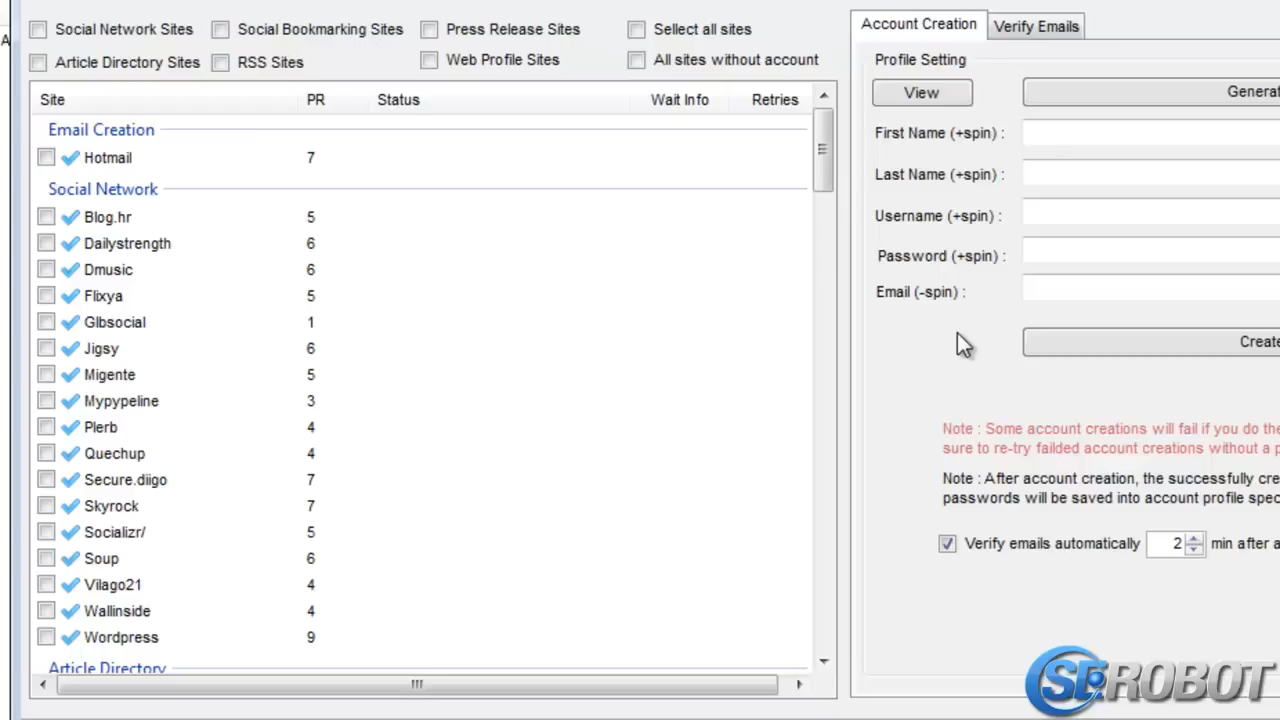 Social Network Sites Social Bookmarking Sites Press Release Sites Sellect all sites
Article Directory Sites RSS Sites Web Profile Sites All sites without account
Site PR Status Wait Info Retries
Email Creation
Hotmail 7
Social Network
Blog.hr 5
Dailystrength 6
Dmusic 6
Flixya 5
Glbsocial 1
Jigsy 6
Migente 5
Mypypeline 3
Plerb 4
Quechup 4
Secure.diigo 7
Skyrock 7
Socializr/ 5
Soup 6
Vilago21 4
Wallinside 4
Wordpress 9
Article Directory
A
Account Creation Verify Emails
Profile Setting
View Generat
First Name (+spin) :
Last Name (+spin) :
Username (+spin) :
Password (+spin) :
Email (-spin) :
Create
Note : Some account creations will fail if you do the
sure to re-try failded account creations without a p
Note : After account creation, the successfully cre
passwords will be saved into account profile spec
Verify emails automatically 2 min after a
SEROBOT